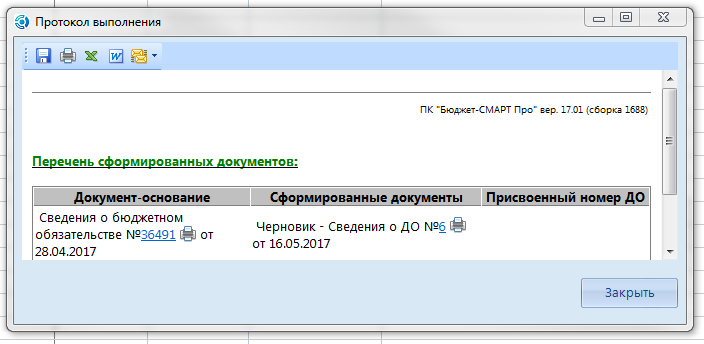 Протокол выполнения
ПК "Бюджет-СМАРТ Про" вер. 17.01 (сборка 1688)
Перечень сформированных документов:
Документ-основание Сформированные документы Присвоенный номер ДО
Сведения о бюджетном
обязательстве №36491 от
28.04.2017
Черновик - Сведения о ДО №6
от 16.05.2017
Закрыть